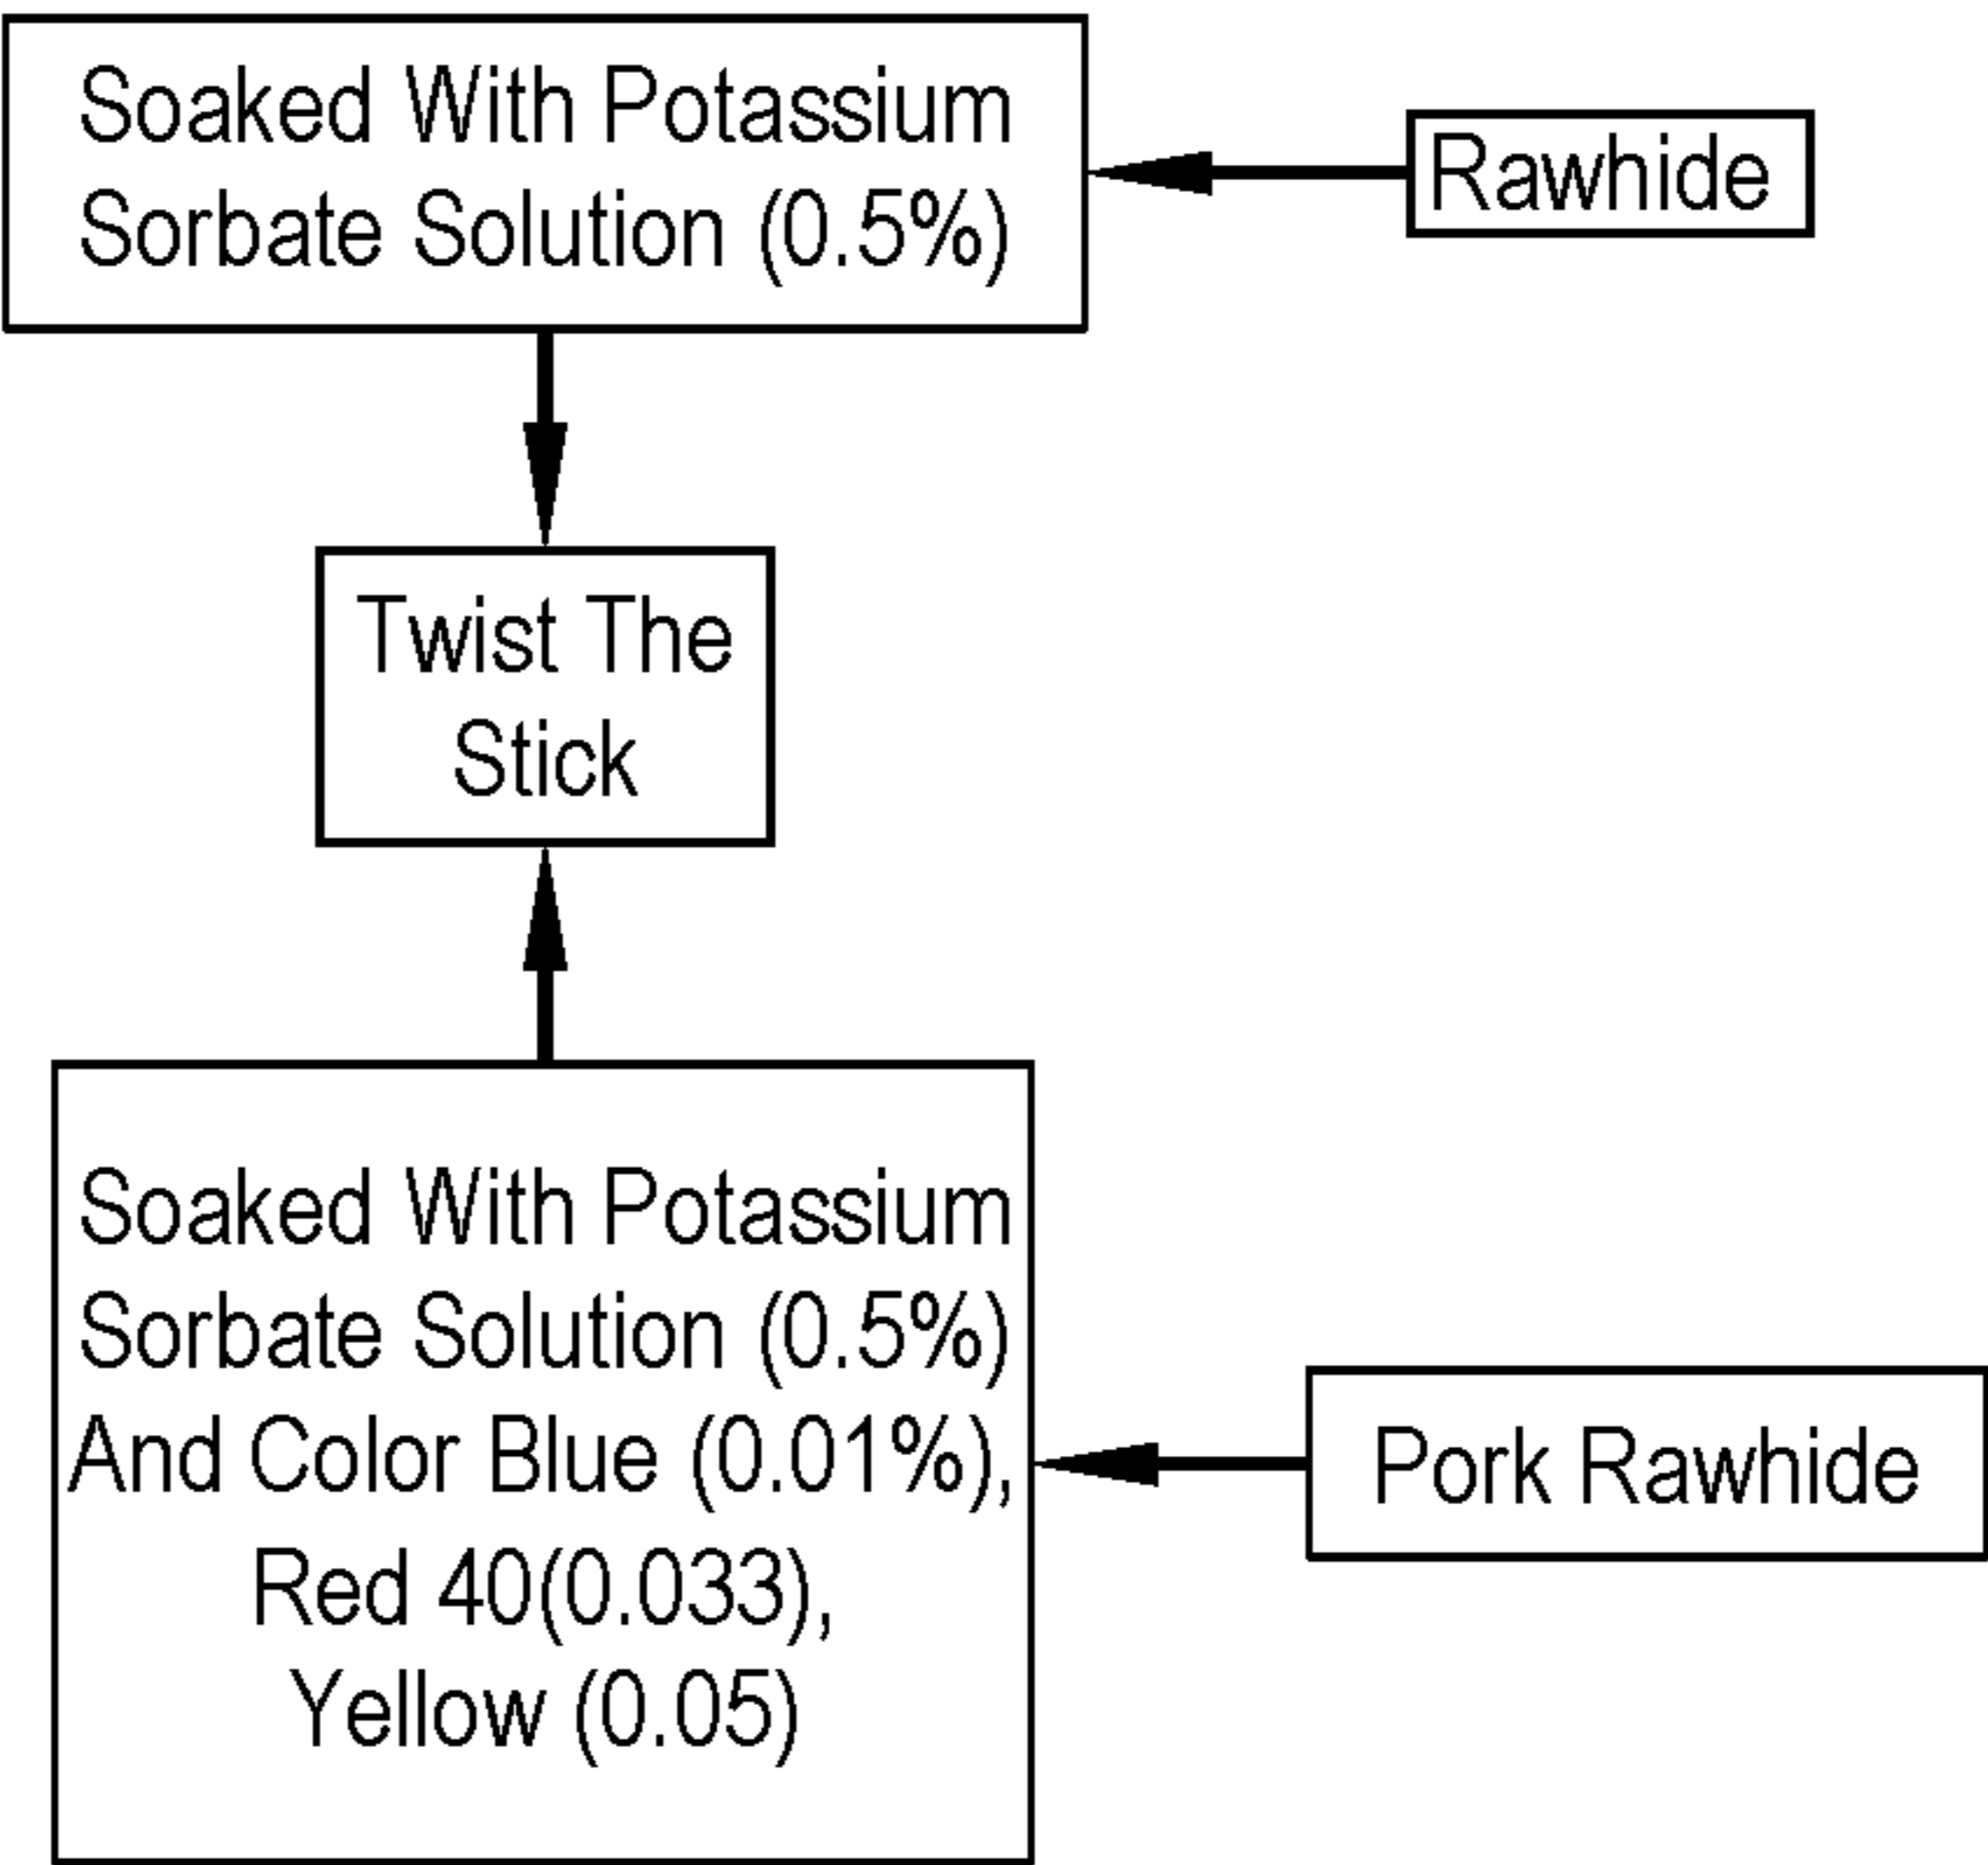 Soaked With Potassium
Sorbate Solution (0.5%)
Rawhide
Twist The
Stick
Soaked With Potassium
Sorbate Solution (0.5%)
And Color Blue (0.01%),
Red 40(0.033),
Yellow (0.05)
Pork Rawhide